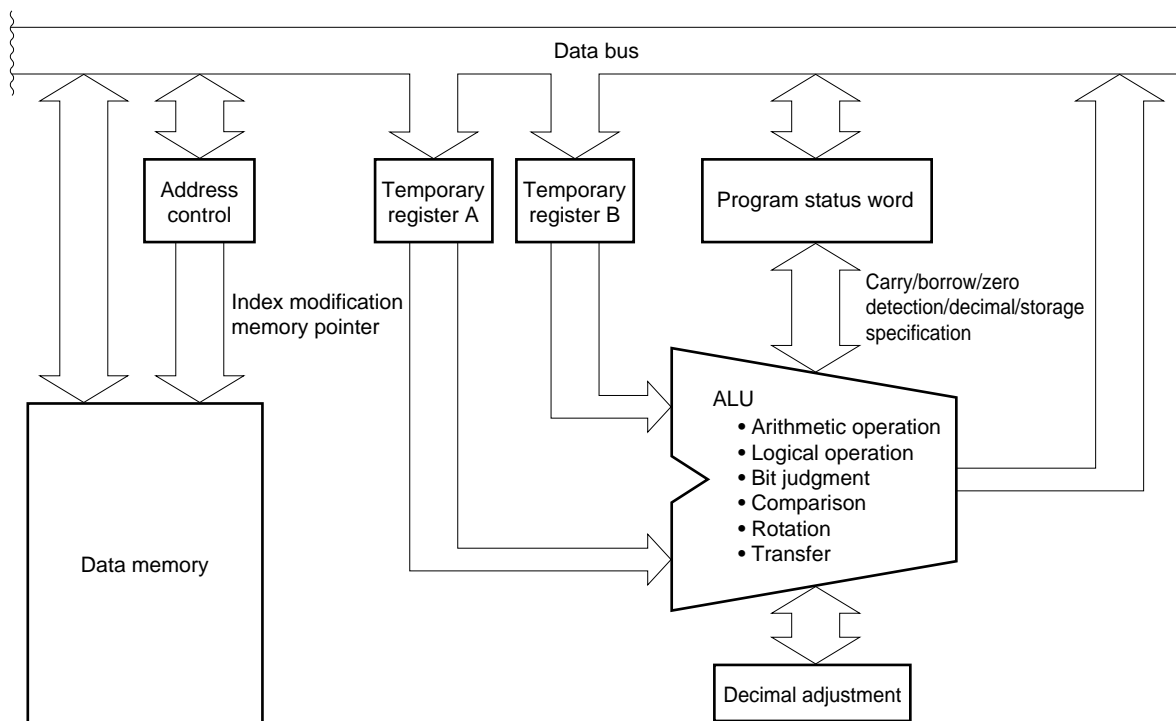 Data bus
Address
control
Temporary
register A
Temporary
register B
Program status word
Index modification
memory pointer
Carry/borrow/zero
detection/decimal/storage
specification
ALU
• Arithmetic operation
• Logical operation
• Bit judgment
• Comparison
• Rotation
• Transfer
Data memory
Decimal adjustment